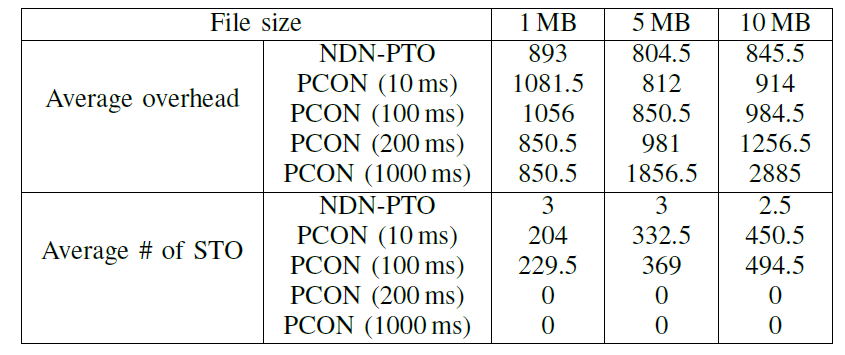 File size 1 MB 5 MB 10 MB
NDN-PTO 893 804.5 845.5
PCON (10 ms) 1081.5 812 914
Average overhead
PCON (100 ms) 1056 850.5 984.5
PCON (200 ms) 850.5 981 1256.5
PCON (1000 ms) 850.5 1856.5 2885
NDN-PTO 3 3 2.5
PCON (10 ms) 204 332.5 450.5
Average # of STO
PCON (100 ms) 229.5 369 494.5
PCON (200 ms) 0 0 0
PCON (1000 ms) 0 0 0